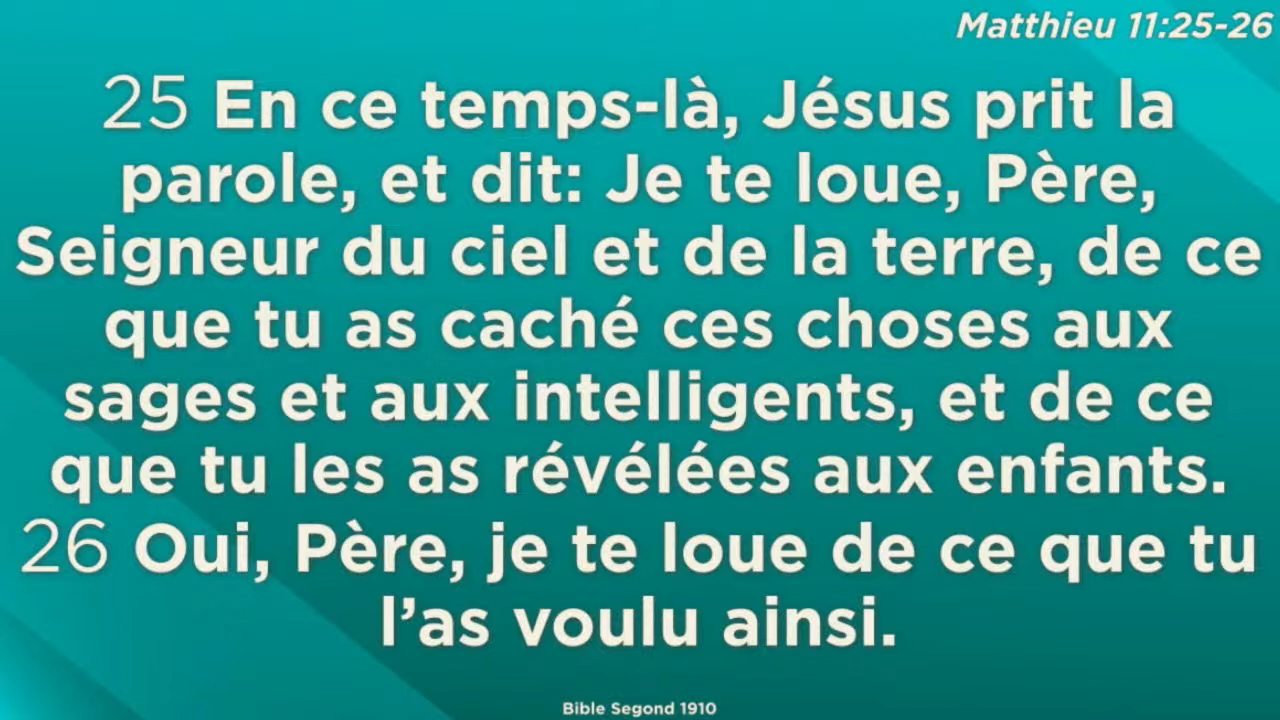 Matthieu 11:25-26
25 En ce temps-là, Jésus prit la
parole, et dit: Je te loue, Père,
Seigneur du ciel et de la terre, de ce
que tu as caché ces choses aux
sages et aux intelligents, et de ce
que tu les as révélées aux enfants.
26 Oui, Père, je te loue de ce que tu
l’as voulu ainsi.
Bible Segond 1910